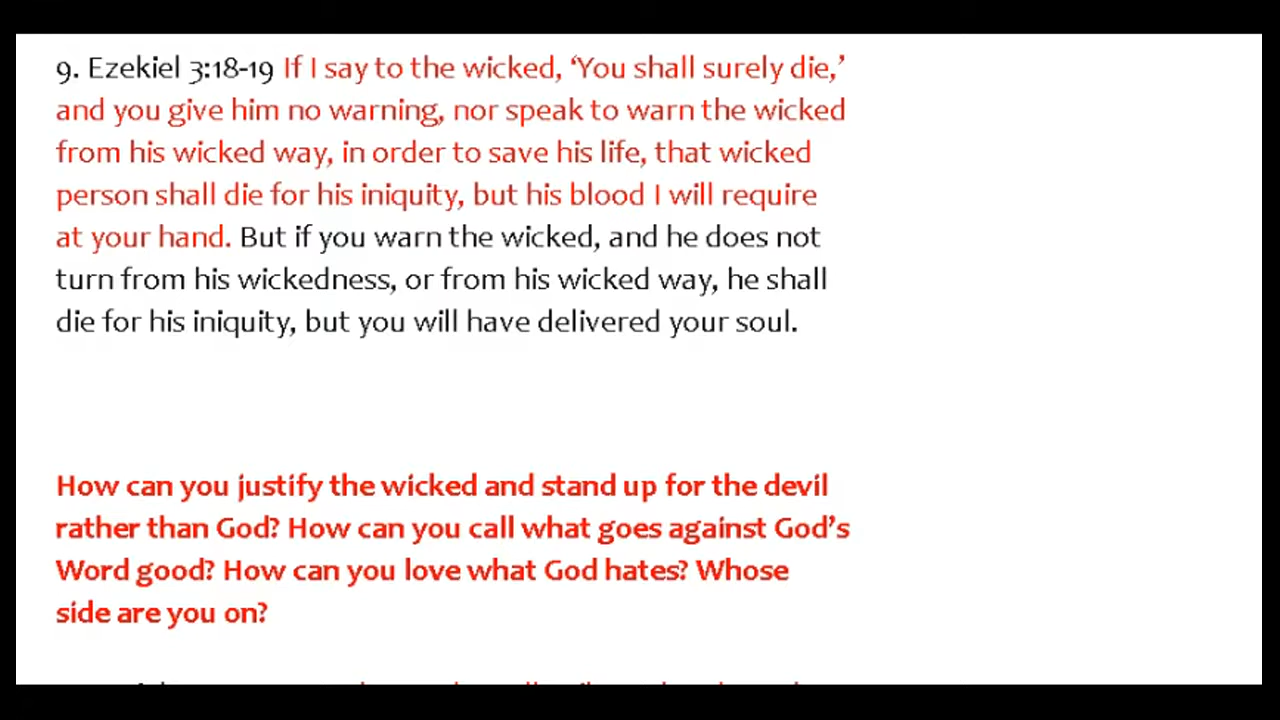 9. Ezekiel 3:18-19 If I say to the wicked, ‘You shall surely die,’
and you give him no warning, nor speak to warn the wicked
from his wicked way, in order to save his life, that wicked
person shall die for his iniquity, but his blood I will require
at your hand. But if you warn the wicked, and he does not
turn from his wickedness, or from his wicked way, he shall
die for his iniquity, but you will have delivered your soul.
How can you justify the wicked and stand up for the devil
rather than God? How can you call what goes against God’s
Word good? How can you love what God hates? Whose
side are you on?